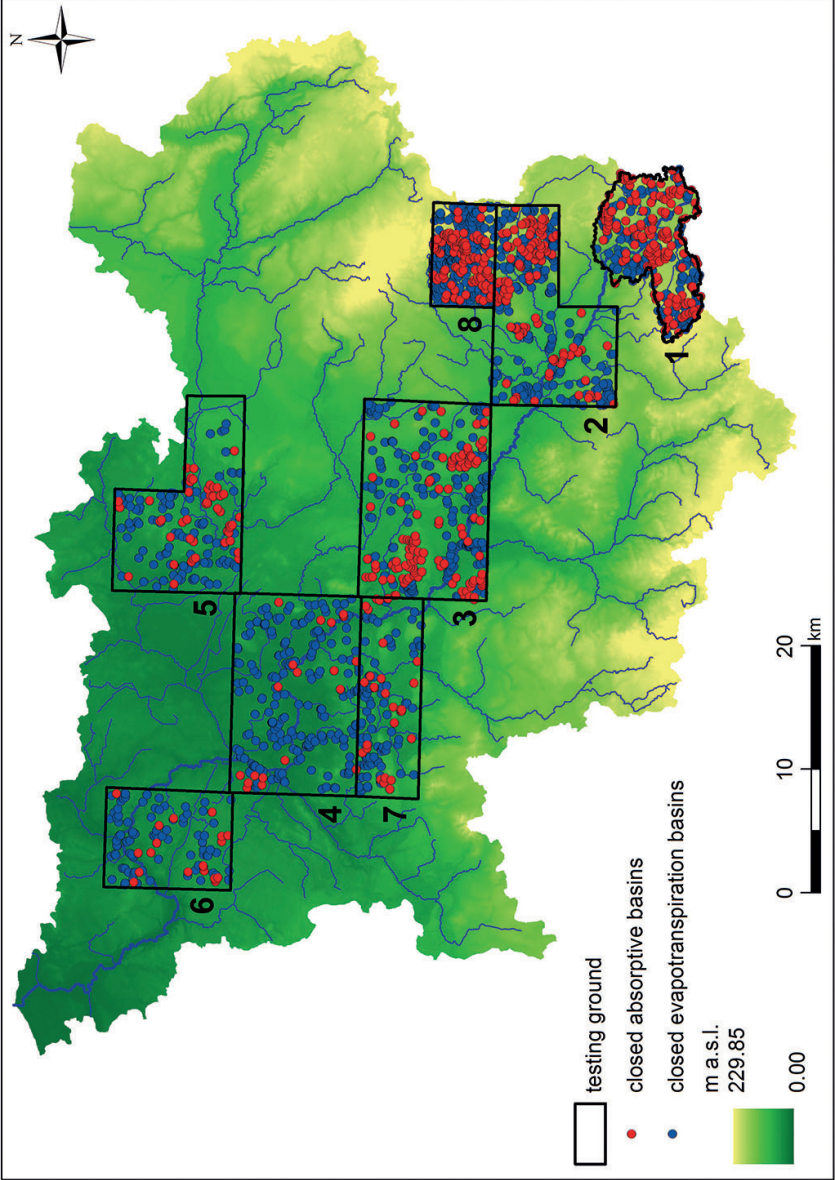 N
8
1
2
5
3
4
7
6
0
10
20
km
testing ground
closed absorptive basins
closed evapotranspiration basins
m a.s.l.
229.85
0.00